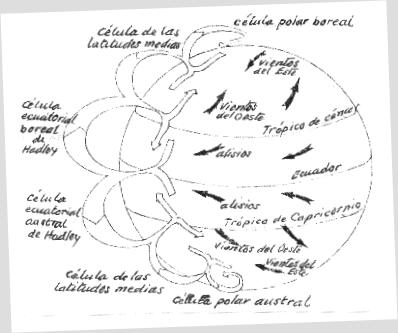 célula polar boreal
Célula de las
latitudes medias
Vientos
del Este
Vientos
del Oeste
Trópico de cáncer
Célula
ecuatorial
boreal
de
Hadley
alisios
Ecuador
Célula
ecuatorial
austral
de Hadley
alisios
Trópico de Capricornio
Vientos del Oeste
Vientos del
Este
Célula de las
latitudes medias
Célula polar austral